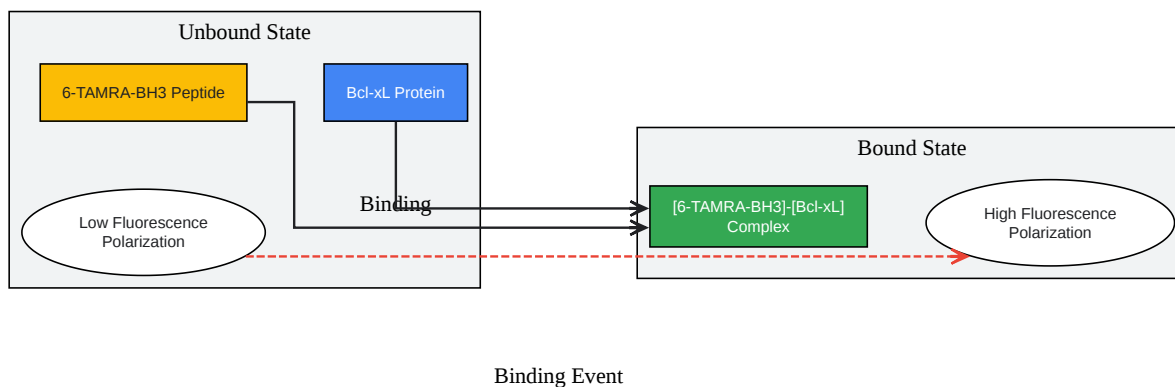 Unbound State
6-TAMRA-BH3 Peptide
Bcl-xL Protein
Binding
Low Fluorescence
Polarization
Bound State
[6-TAMRA-BH3]-[Bcl-xL]
Complex
High Fluorescence
Polarization
Binding Event